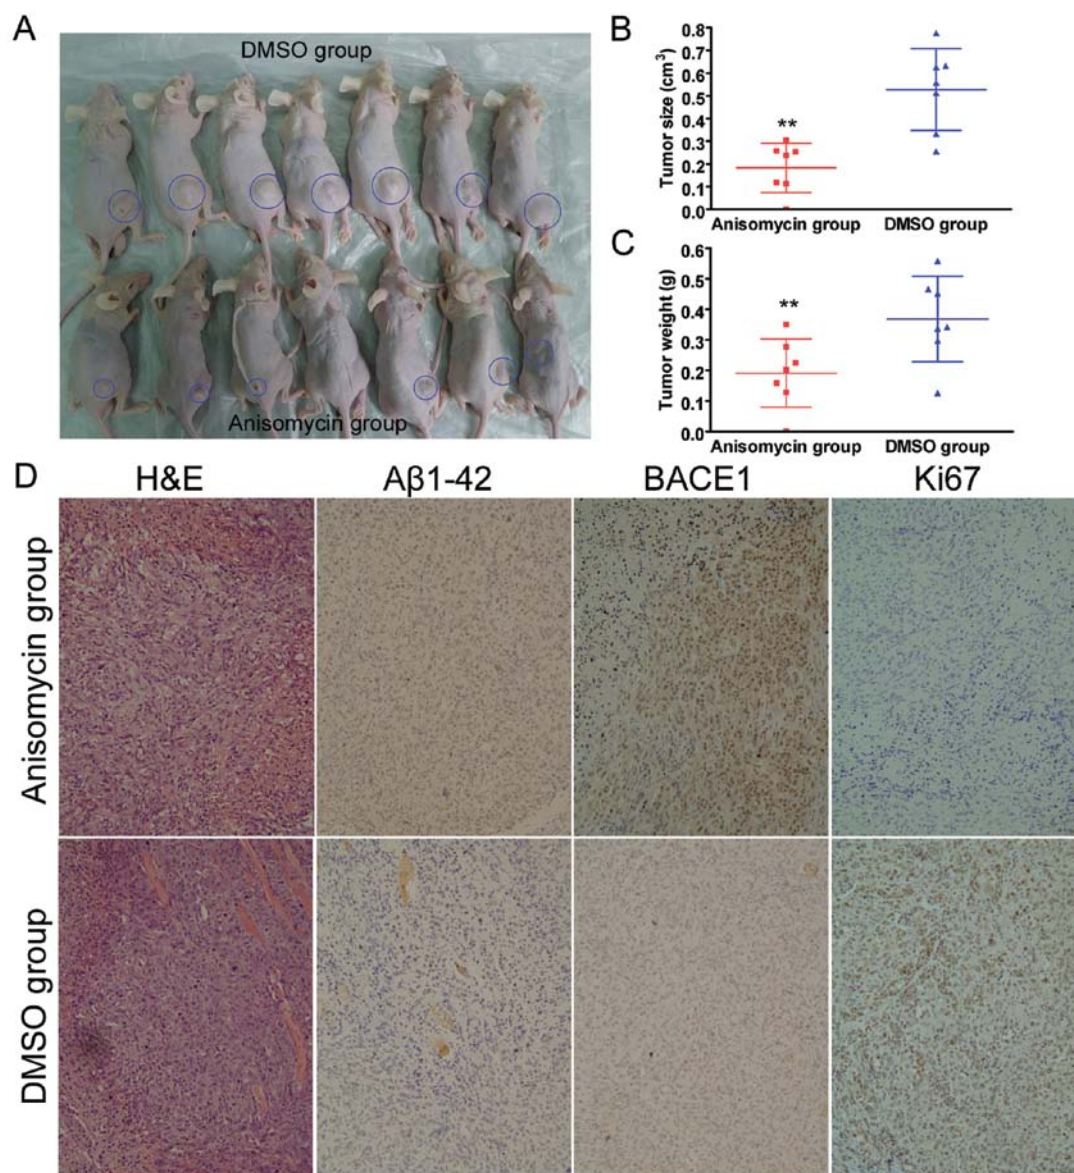 A
DMSO group
Anisomycin group
B
Tumor size (cm³)
0.8
0.7
0.6
0.5
0.4
0.3
0.2
0.1
0.0
**
Anisomycin group
DMSO group
C
Tumor weight (g)
0.6
0.5
0.4
0.3
0.2
0.1
0.0
**
Anisomycin group
DMSO group
D
H&E
Aβ1-42
BACE1
Ki67
Anisomycin group
DMSO group